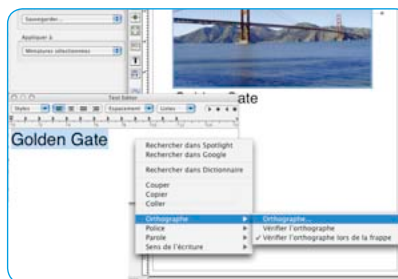 Sauvegarder...
Appliquer à
Miniatures sélectionnées
T
ate
Text Editor
Styles
Espacement
Listes
Golden Gate
Rechercher dans Spotlight
Rechercher dans Google
Rechercher dans Dictionnaire
Couper
Copier
Coller
Orthographe
Police
Parole
Sens de l'écriture
Orthographe...
Vérifier l'orthographe
✓ Vérifier l'orthographe lors de la frappe